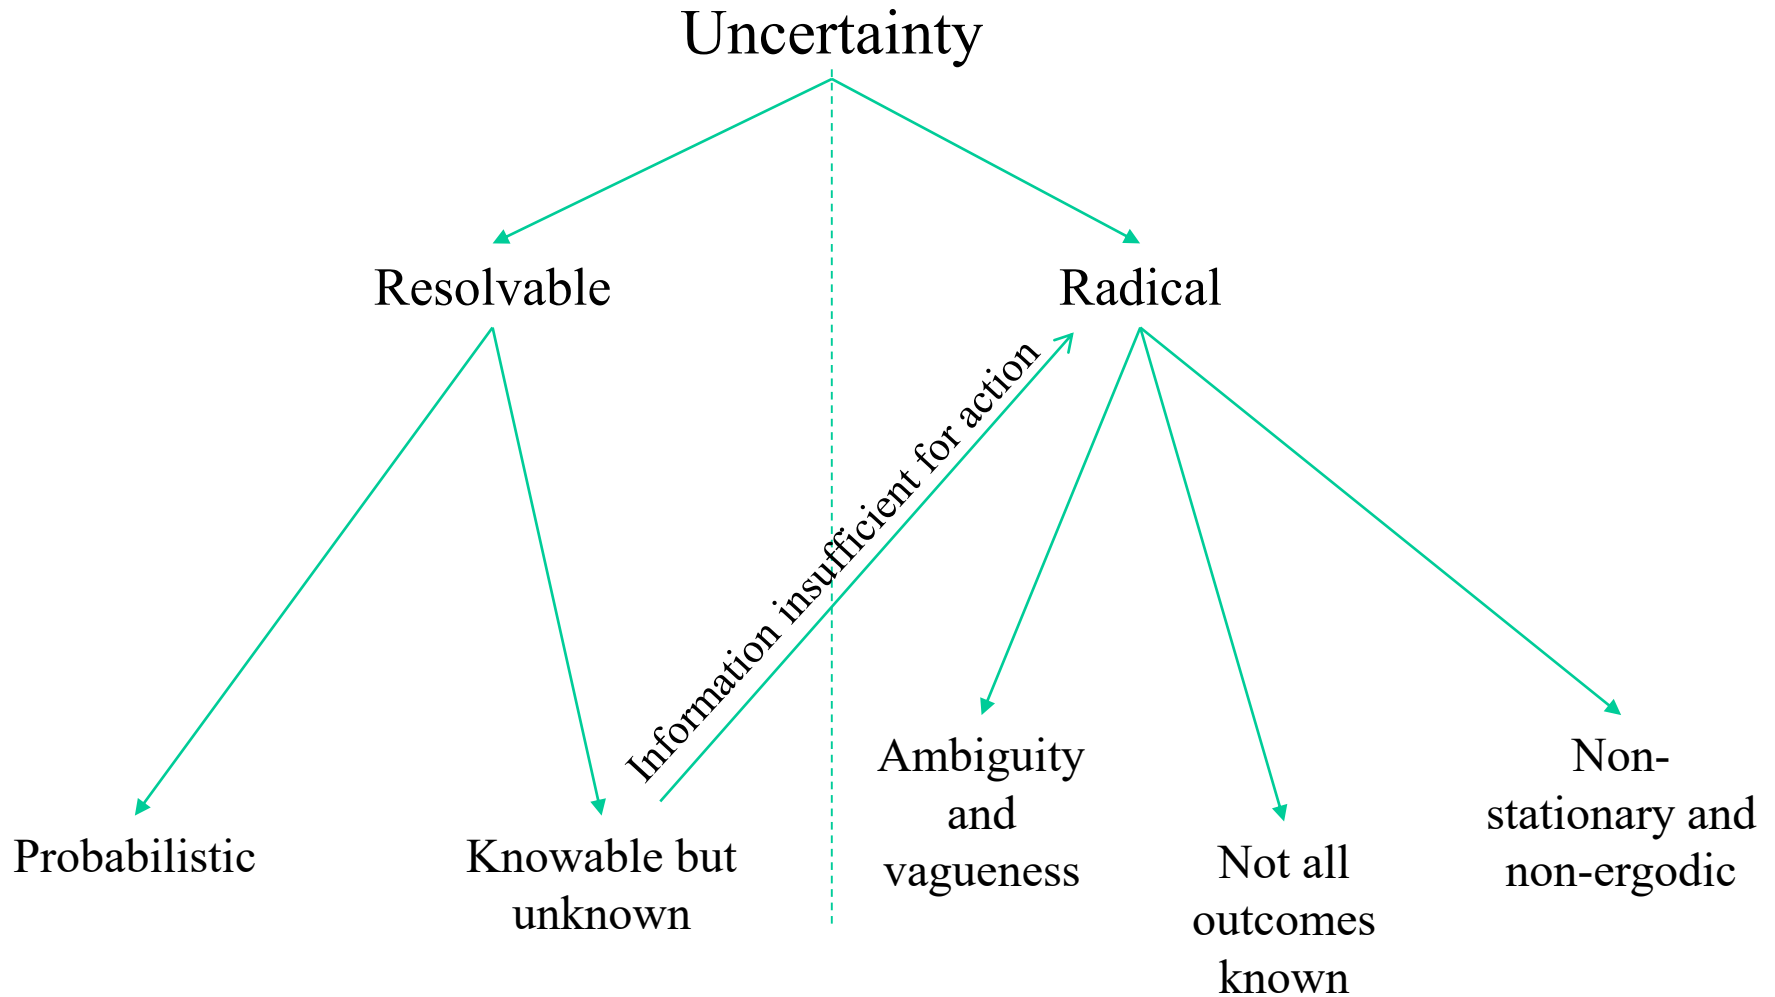 Uncertainty
Resolvable
Radical
Information insufficient for action
Probabilistic
Knowable but
unknown
Ambiguity
and
vagueness
Not all
outcomes
known
Non-
stationary and
non-ergodic